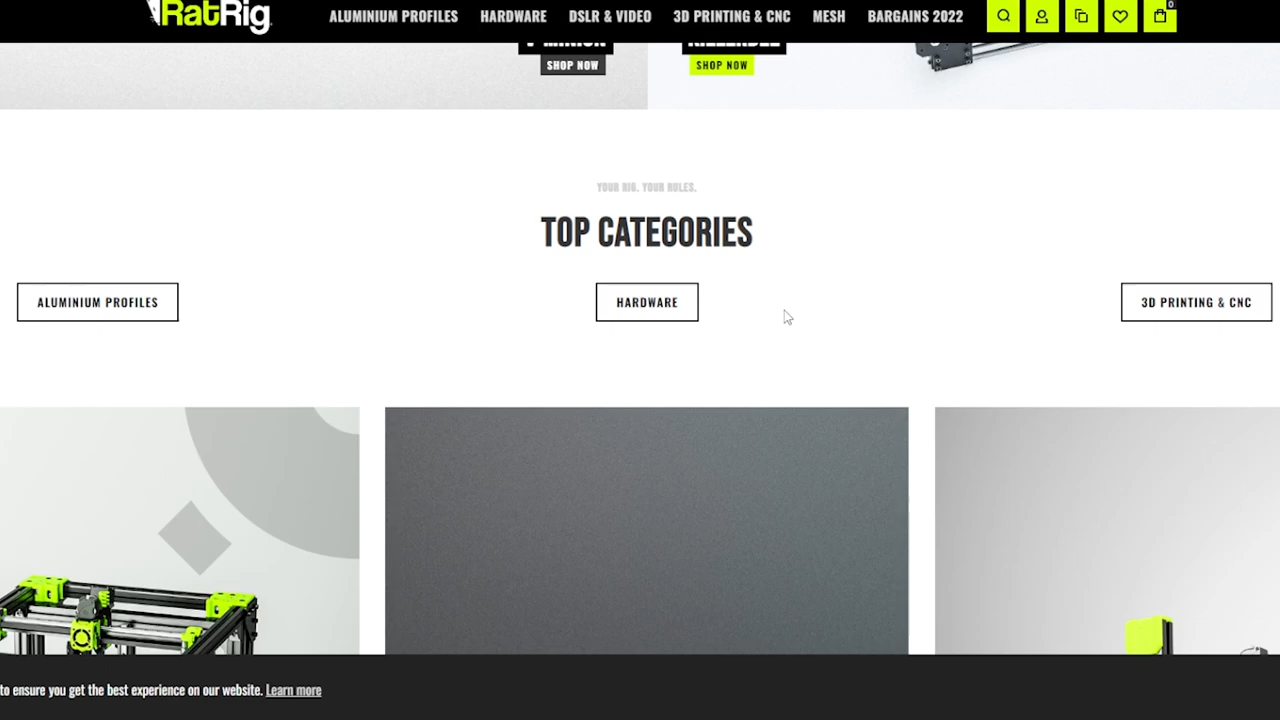 RatRig
ALUMINIUM PROFILES HARDWARE DSLR & VIDEO 3D PRINTING & CNC MESH BARGAINS 2022
0
SHOP NOW
SHOP NOW
YOUR RIG. YOUR RULES.
TOP CATEGORIES
ALUMINIUM PROFILES
HARDWARE
3D PRINTING & CNC
to ensure you get the best experience on our website. Learn more